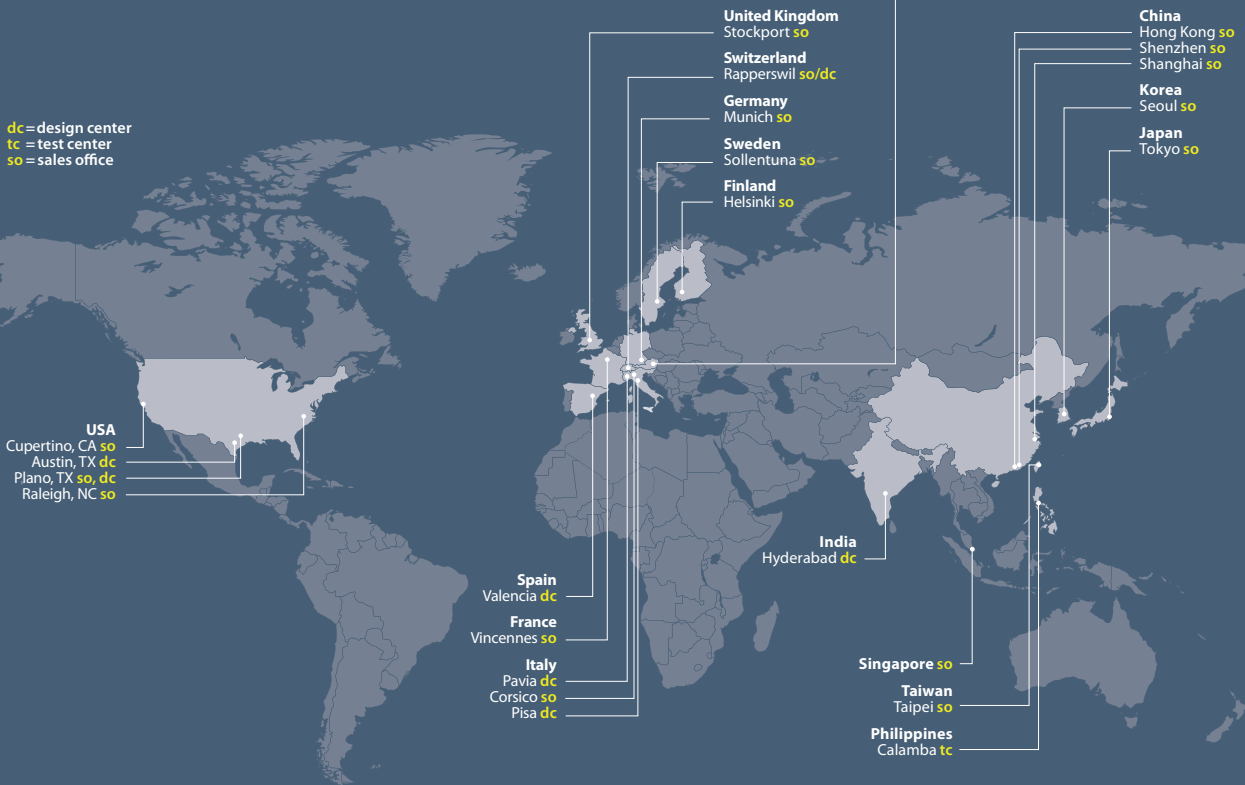 dc = design center
tc = test center
so = sales office
USA
Cupertino, CA so
Austin, TX dc
Plano, TX so, dc
Raleigh, NC so
United Kingdom
Stockport so
Switzerland
Rapperswil so/dc
Germany
Munich so
Sweden
Sollentuna so
Finland
Helsinki so
Spain
Valencia dc
France
Vincennes so
Italy
Pavia dc
Corsico so
Pisa dc
China
Hong Kong so
Shenzhen so
Shanghai so
Korea
Seoul so
Japan
Tokyo so
India
Hyderabad dc
Singapore so
Taiwan
Taipei so
Philippines
Calamba tc